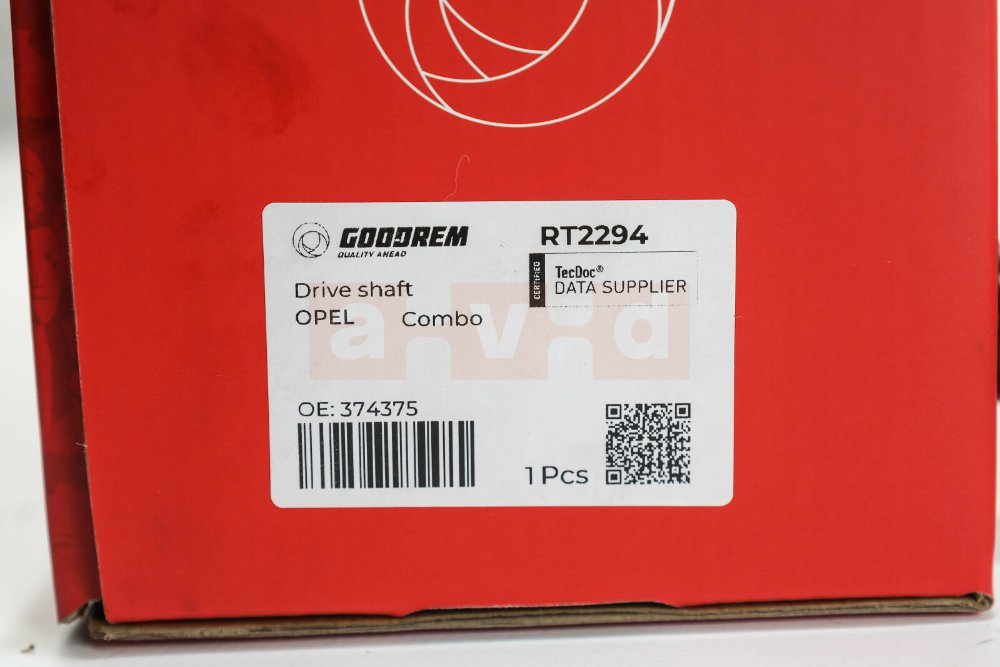 GOODREM
QUALITY AHEAD
RT2294
CERTIFIED
TecDoc®
DATA SUPPLIER
Drive shaft
OPEL Combo
a·v·d
OE: 374375
1 Pcs